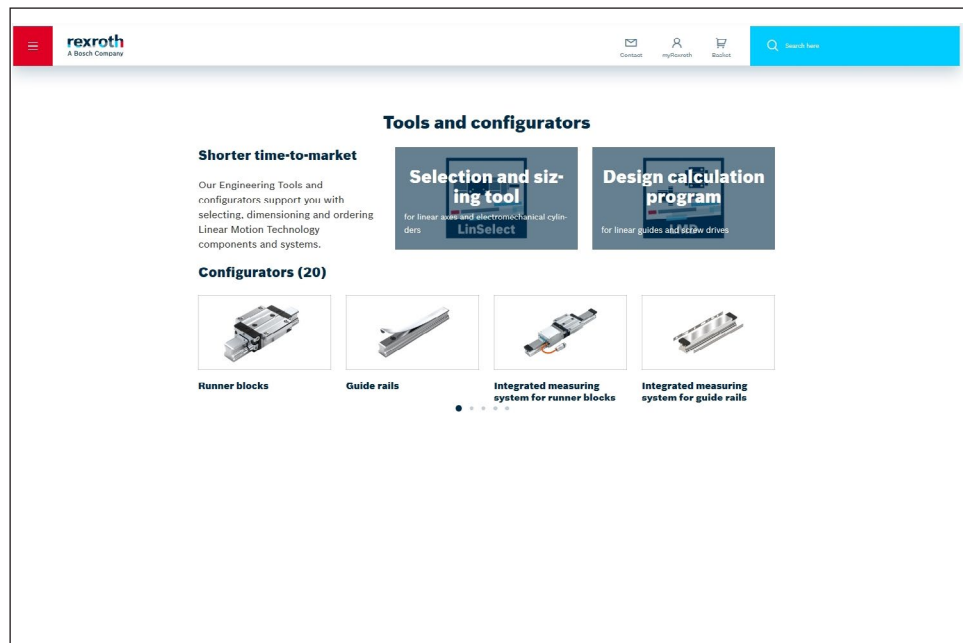 rexroth
A Bosch Company
Contact
myRexroth
Basket
Search here
Tools and configurators
Shorter time-to-market
Our Engineering Tools and
configurators support you with
selecting, dimensioning and ordering
Linear Motion Technology
components and systems.
Selection and siz-
ing tool
for linear axes and electromechanical cylin-
ders
LinSelect
Design calculation
program
for linear guides and screw drives
LMD
Configurators (20)
Runner blocks
Guide rails
Integrated measuring
system for runner blocks
Integrated measuring
system for guide rails